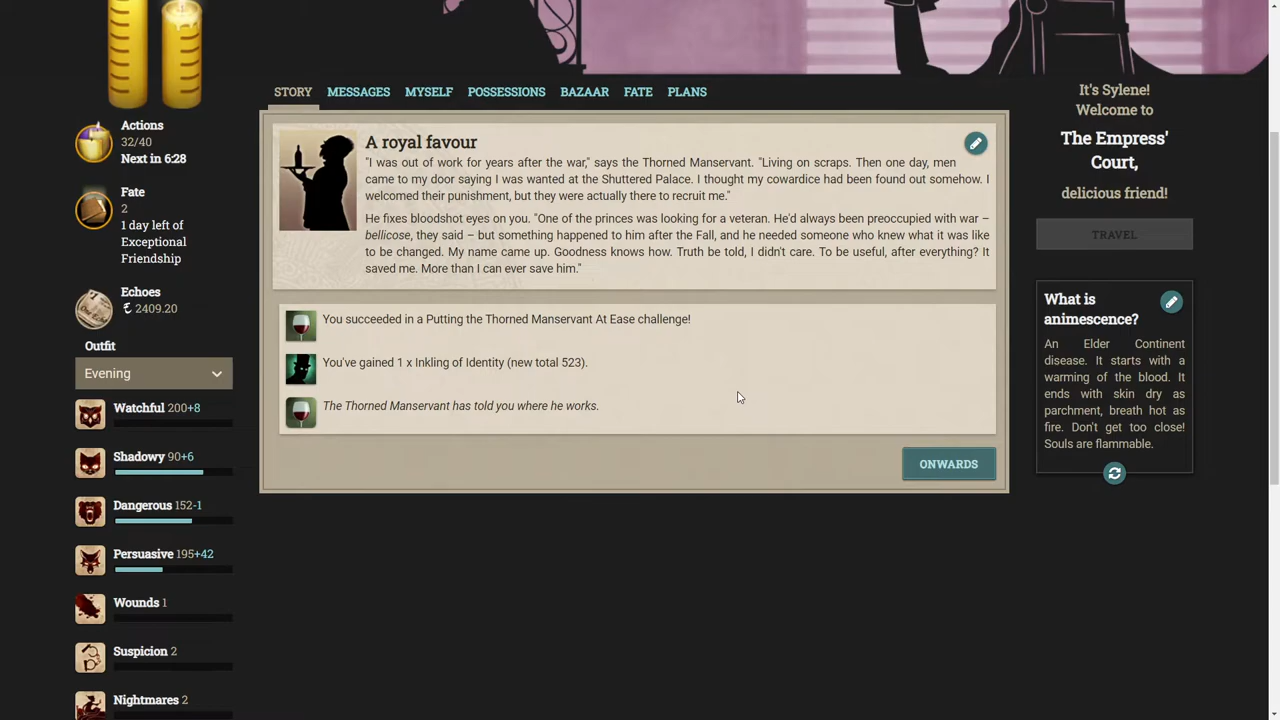 Actions
32/40
Next in 6:28
Fate
2
1 day left of
Exceptional
Friendship
Echoes
2409.20
Outfit
Evening
Watchful 200+8
Shadowy 90+6
Dangerous 152-1
Persuasive 195+42
Wounds 1
Suspicion 2
Nightmares 2
STORY MESSAGES MYSELF POSSESSIONS BAZAAR FATE PLANS
A royal favour
"I was out of work for years after the war," says the Thorned Manservant. "Living on scraps. Then one day, men
came to my door saying I was wanted at the Shuttered Palace. I thought my cowardice had been found out somehow. I
welcomed their punishment, but they were actually there to recruit me."
He fixes bloodshot eyes on you. "One of the princes was looking for a veteran. He'd always been preoccupied with war –
bellicose, they said – but something happened to him after the Fall, and he needed someone who knew what it was like
to be changed. My name came up. Goodness knows how. Truth be told, I didn't care. To be useful, after everything? It
saved me. More than I can ever save him."
You succeeded in a Putting the Thorned Manservant At Ease challenge!
You've gained 1 x Inkling of Identity (new total 523).
The Thorned Manservant has told you where he works.
ONWARDS
It's Sylene!
Welcome to
The Empress'
Court,
delicious friend!
TRAVEL
What is
animescence?
An Elder Continent
disease. It starts with a
warming of the blood. It
ends with skin dry as
parchment, breath hot as
fire. Don't get too close!
Souls are flammable.